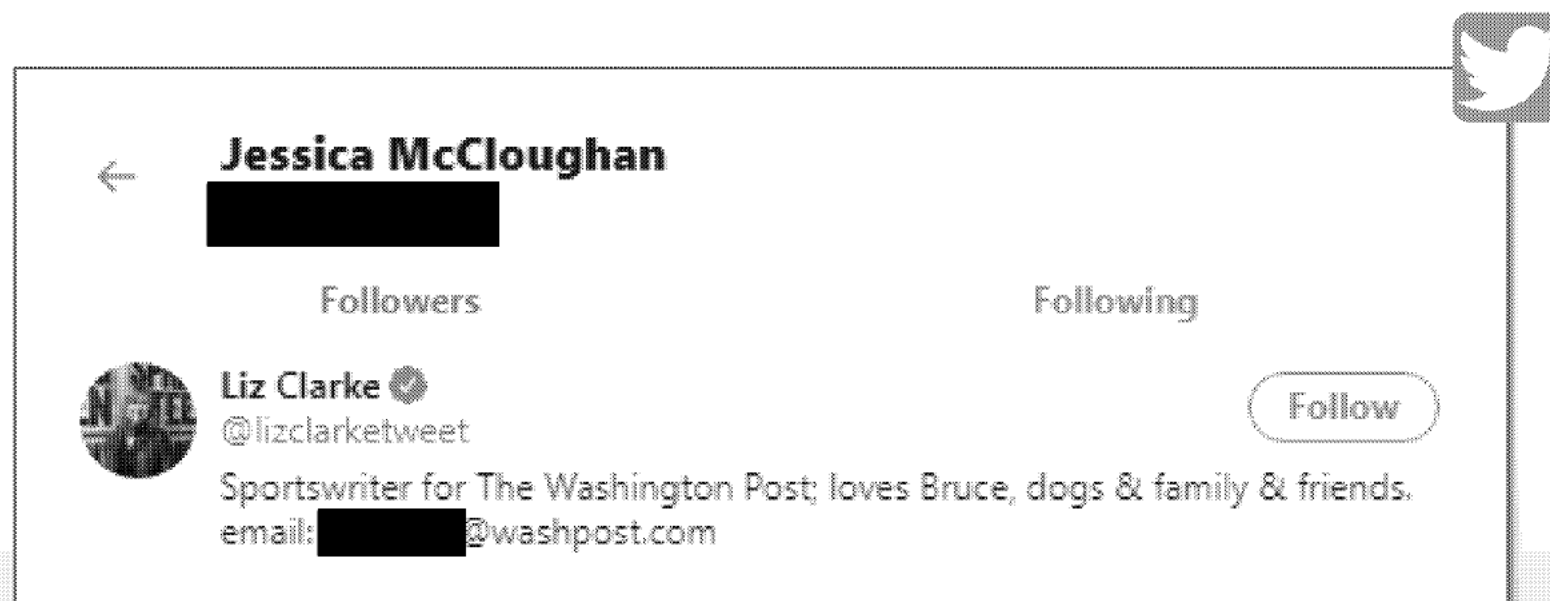 Jessica McCloughan
Followers Following
Liz Clarke
@lizclarketweet
Follow
Sportswriter for The Washington Post; loves Bruce, dogs & family & friends.
email: @washpost.com